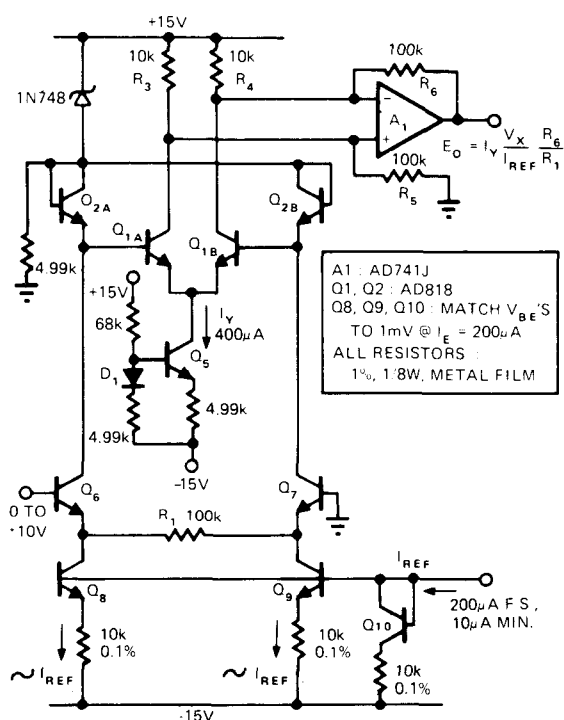 +15V
10k
R3
10k
R4
100k
R6
1N748
A1
−
+
EO = IY VX/IREF R6/R1
100k
R5
Q2A
Q2B
Q1A
Q1B
4.99k
+15V
68k
IY
400µA
Q5
D1
4.99k
4.99k
-15V
A1 : AD741J
Q1, Q2 : AD818
Q8, Q9, Q10 : MATCH VBE'S
TO 1mV @ IE = 200µA
ALL RESISTORS :
1%, 1/8W, METAL FILM
Q6
Q7
0 TO
+10V
R1 100k
Q8
Q9
IREF
200µA F S ,
10µA MIN.
Q10
10k
0.1%
~ IREF
10k
0.1%
~ IREF
10k
0.1%
-15V